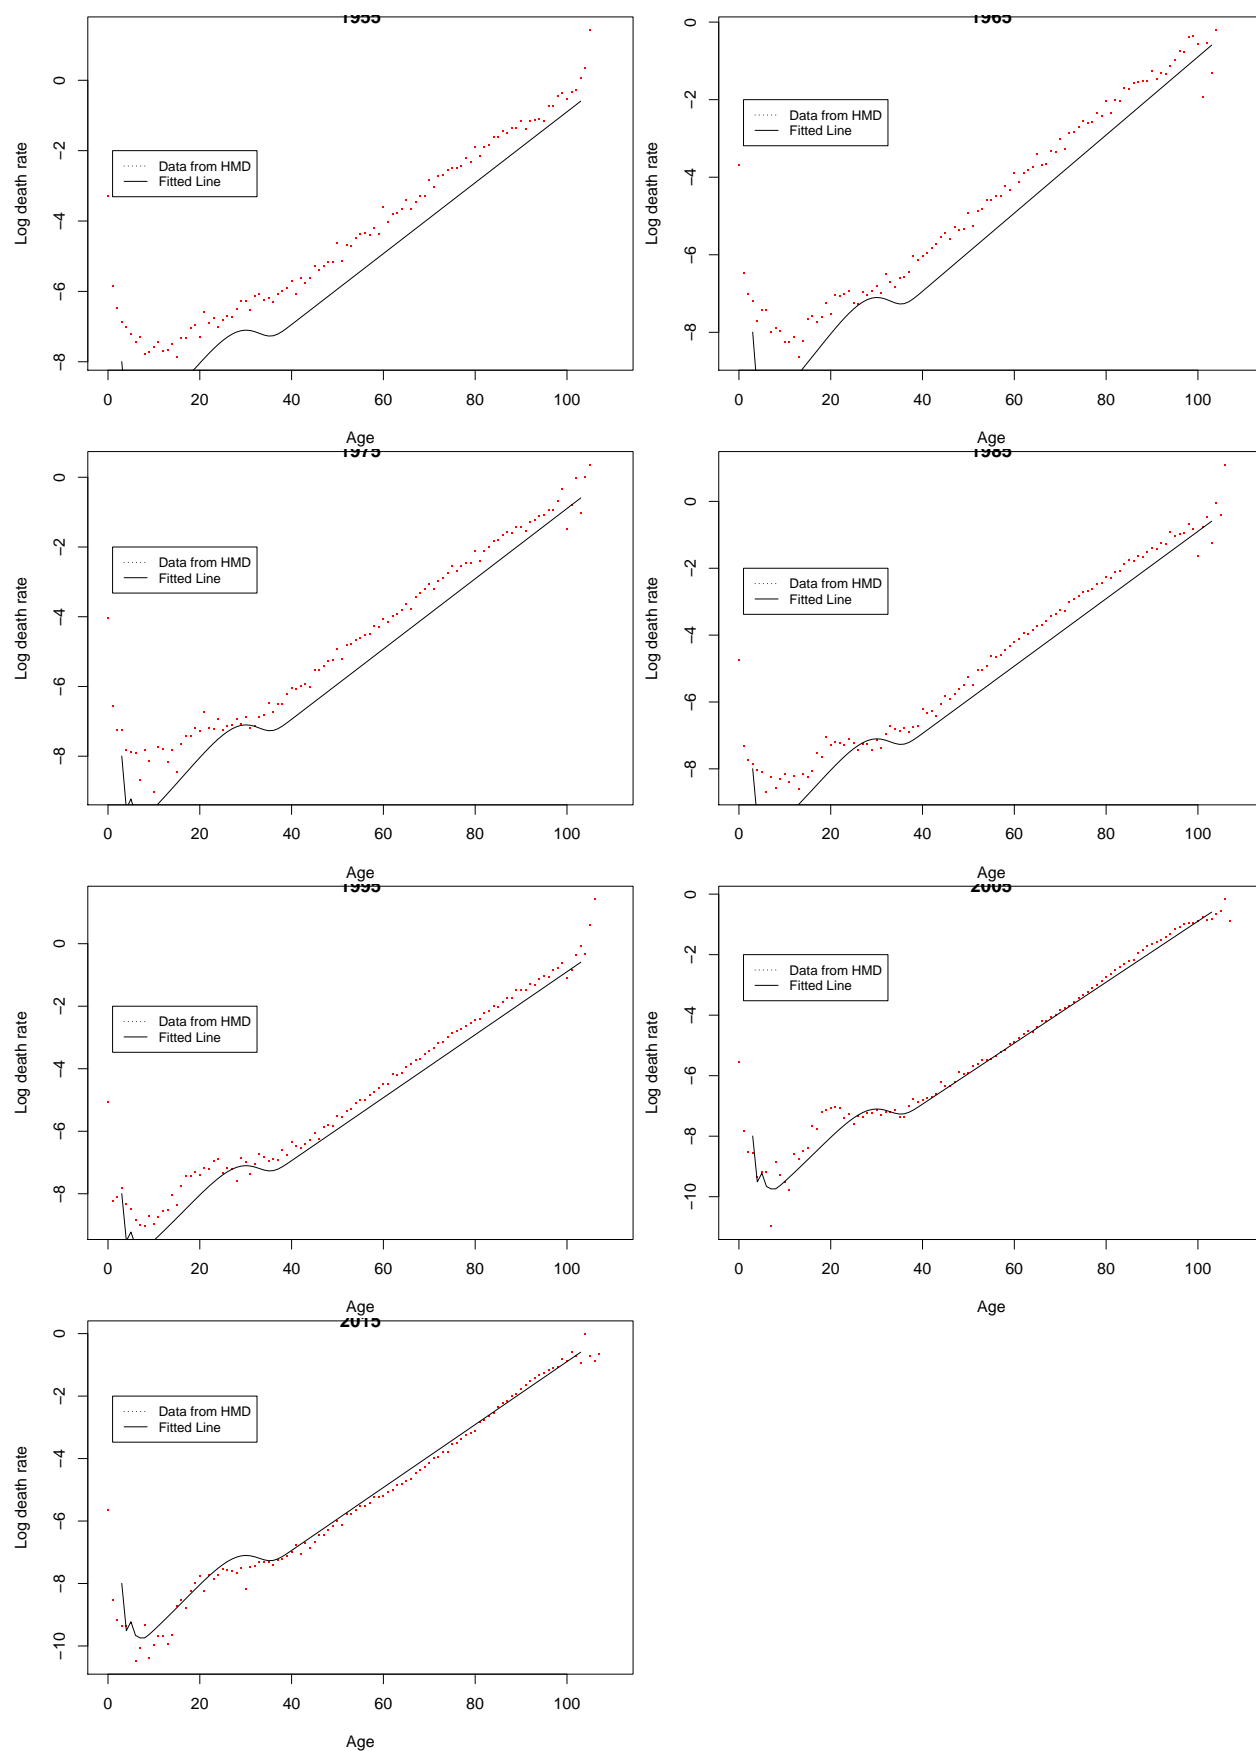 1955
Log death rate
0
−2
−4
−6
−8
Data from HMD
Fitted Line
0 20 40 60 80 100
Age
1965
Log death rate
0
−2
−4
−6
−8
Data from HMD
Fitted Line
0 20 40 60 80 100
Age
1975
Log death rate
0
−2
−4
−6
−8
Data from HMD
Fitted Line
0 20 40 60 80 100
Age
1985
Log death rate
0
−2
−4
−6
−8
Data from HMD
Fitted Line
0 20 40 60 80 100
Age
1995
Log death rate
0
−2
−4
−6
−8
Data from HMD
Fitted Line
0 20 40 60 80 100
Age
2005
Log death rate
0
−2
−4
−6
−8
−10
Data from HMD
Fitted Line
0 20 40 60 80 100
Age
2015
Log death rate
0
−2
−4
−6
−8
−10
Data from HMD
Fitted Line
0 20 40 60 80 100
Age